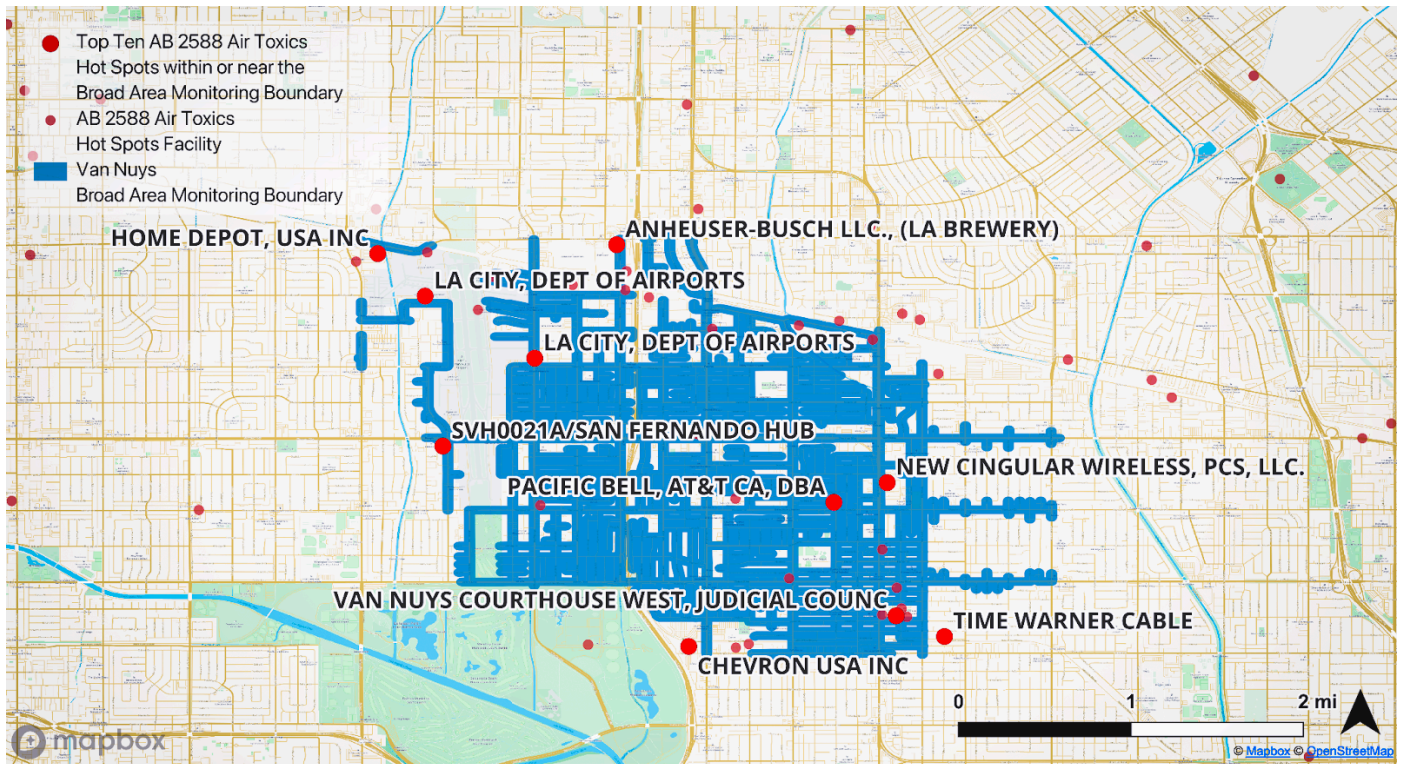 Top Ten AB 2588 Air Toxics
Hot Spots within or near the
Broad Area Monitoring Boundary
AB 2588 Air Toxics
Hot Spots Facility
Van Nuys
Broad Area Monitoring Boundary
ANHEUSER-BUSCH LLC., (LA BREWERY)
HOME DEPOT, USA INC
LA CITY, DEPT OF AIRPORTS
LA CITY, DEPT OF AIRPORTS
SVH0021A/SAN FERNANDO HUB
NEW CINGULAR WIRELESS, PCS, LLC.
PACIFIC BELL, AT&T CA, DBA
VAN NUYS COURTHOUSE WEST, JUDICIAL COUNC
TIME WARNER CABLE
CHEVRON USA INC
0 1 2 mi
mapbox
© Mapbox © OpenStreetMap